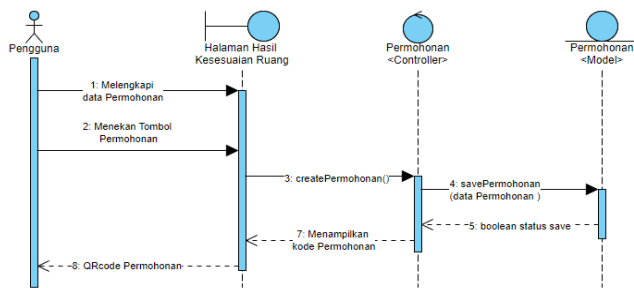 Pengguna
Halaman Hasil
Kesesuaian Ruang
Permohonan
<Controller>
Permohonan
<Model>
1: Melengkapi
data Permohonan
2: Menekan Tombol
Permohonan
3: createPermohonan()
4: savePermohonan
(data Permohonan )
5: boolean status save
7: Menampilkan
kode Permohonan
8: QRcode Permohonan